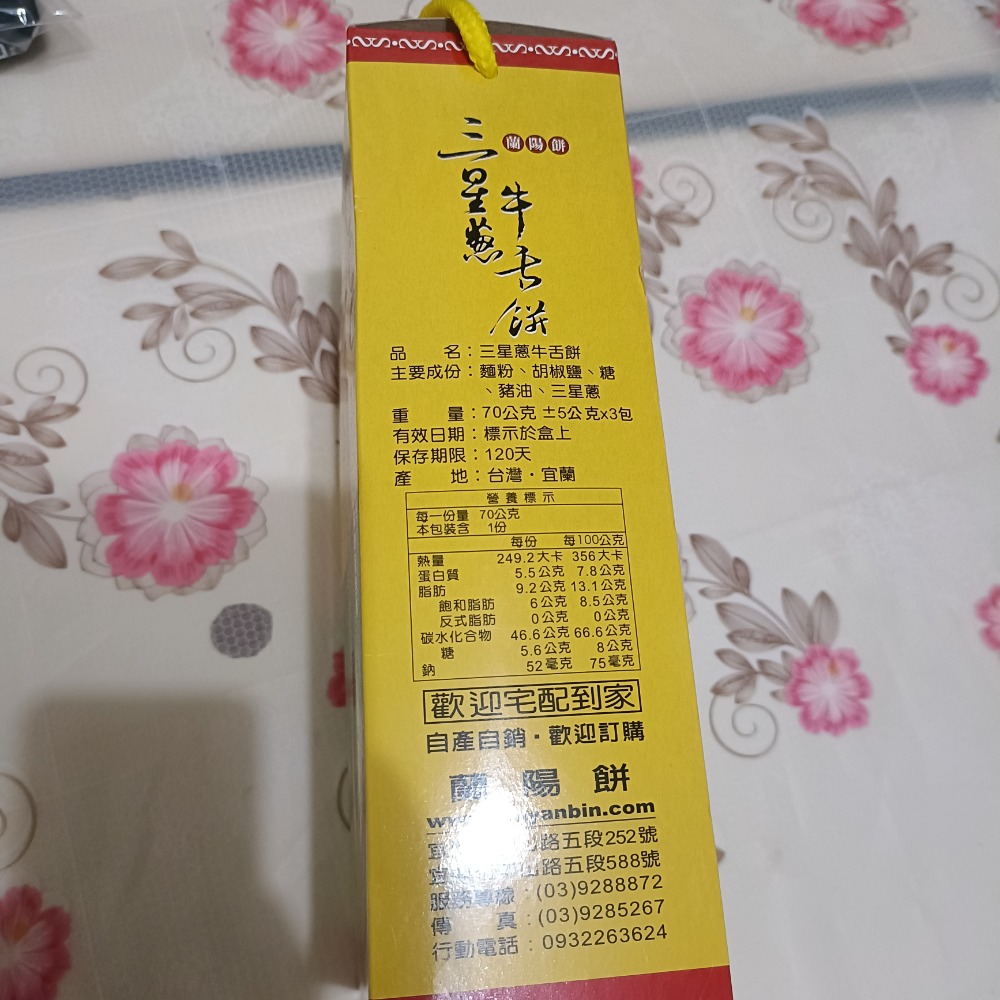 蘭陽餅
三星蔥
牛舌餅
品 名:三星蔥牛舌餅
主要成份:麵粉、胡椒鹽、糖
、豬油、三星蔥
重 量:70公克 ±5公克x3包
有效日期:標示於盒上
保存期限:120天
產 地:台灣·宜蘭
營養標示
每一份量 70公克
本包裝含 1份
每份 每100公克
熱量 249.2大卡 356大卡
蛋白質 5.5公克 7.8公克
脂肪 9.2公克 13.1公克
飽和脂肪 6公克 8.5公克
反式脂肪 0公克 0公克
碳水化合物 46.6公克 66.6公克
糖 5.6公克 8公克
鈉 52毫克 75毫克
歡迎宅配到家
自產自銷·歡迎訂購
蘭陽餅
anbin.com
路五段252號
路五段588號
服務專線:(03)9288872
傳 真:(03)9285267
行動電話:0932263624